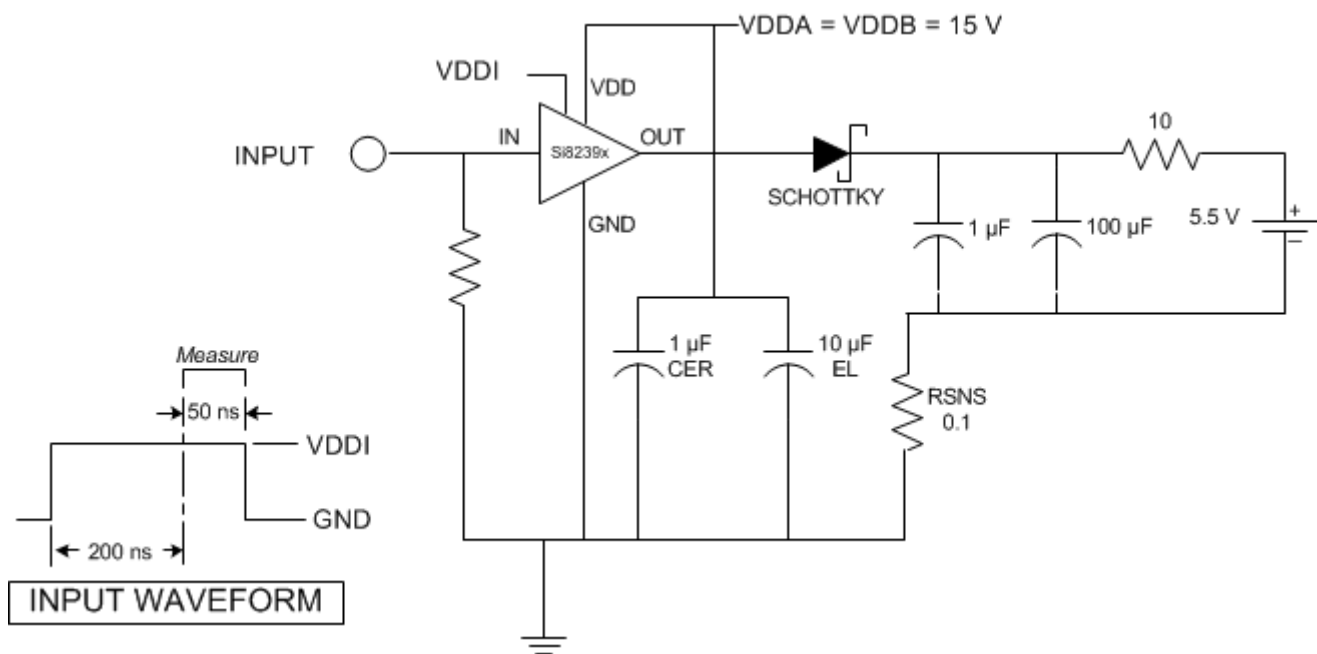 VDDA = VDDB = 15 V
VDDI
VDD
10
INPUT
IN
Si8239x
OUT
SCHOTTKY
GND
1 µF
100 µF
5.5 V
+
–
Measure
50 ns
1 µF
CER
10 µF
EL
RSNS
0.1
VDDI
GND
200 ns
INPUT WAVEFORM